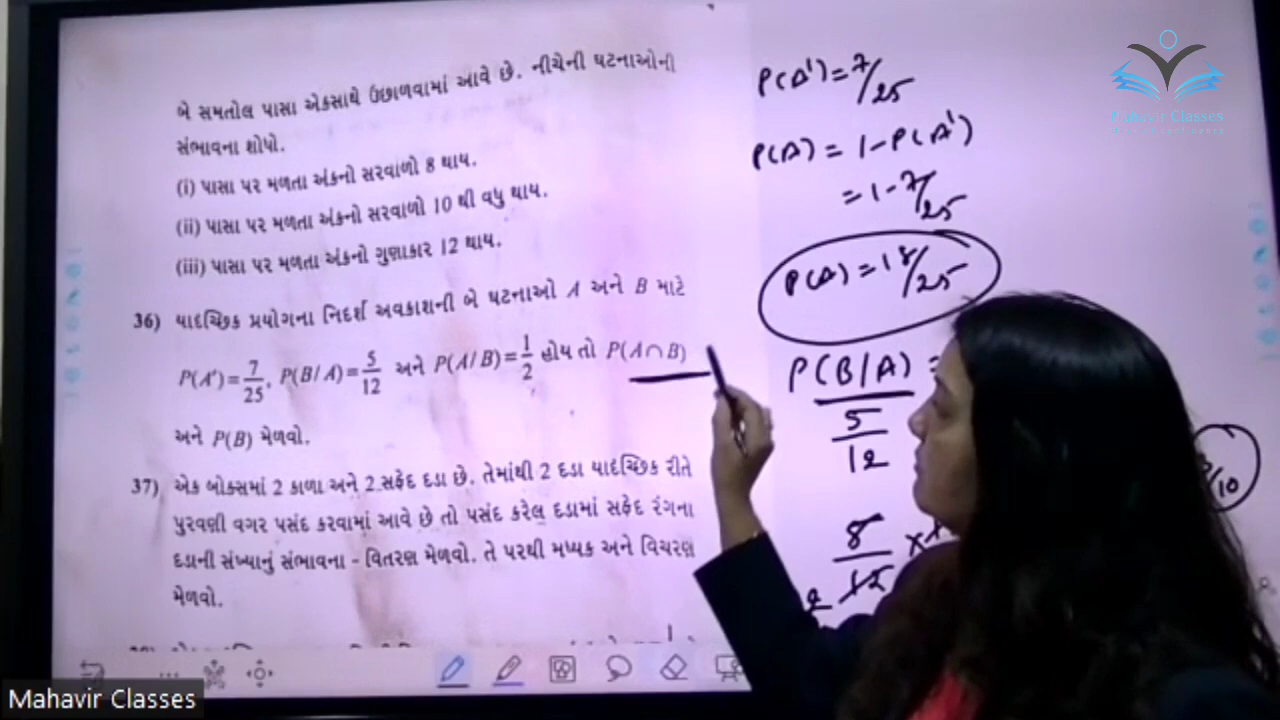 બે સમતોલ પાસા એકસાથે ઉછાળવામાં આવે છે. નીચેની ઘટનાઓની
સંભાવના શોધો.
(i) પાસા પર મળતા અંકનો સરવાળો 8 થાય.
(ii) પાસા પર મળતા અંકનો સરવાળો 10 થી વધુ થાય.
(iii) પાસા પર મળતા અંકનો ગુણાકાર 12 થાય.
36) યાદચ્છિક પ્રયોગના નિદર્શ અવકાશની બે ઘટનાઓ A અને B માટે
P(A')=7/25, P(B/A)=5/12 અને P(A/B)=1/2 હોય તો P(A∩B)
અને P(B) મેળવો.
37) એક બોક્સમાં 2 કાળા અને 2 સફેદ દડા છે. તેમાંથી 2 દડા યાદચ્છિક રીતે
પુરવણી વગર પસંદ કરવામાં આવે છે તો પસંદ કરેલ દડામાં સફેદ રંગના
દડાની સંખ્યાનું સંભાવના - વિતરણ મેળવો. તે પરથી મધ્યક અને વિચરણ
મેળવો.
P(A')=7/25
P(A)=1-P(A')
=1-7/25
P(A)=18/25
P(B/A)=
5/12
/10
Mahavir Classes
Mahavir Classes